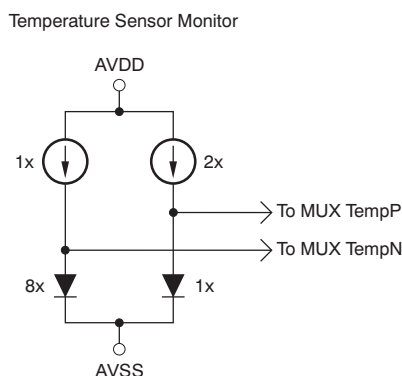 Temperature Sensor Monitor
AVDD
1x
2x
To MUX TempP
To MUX TempN
8x
1x
AVSS